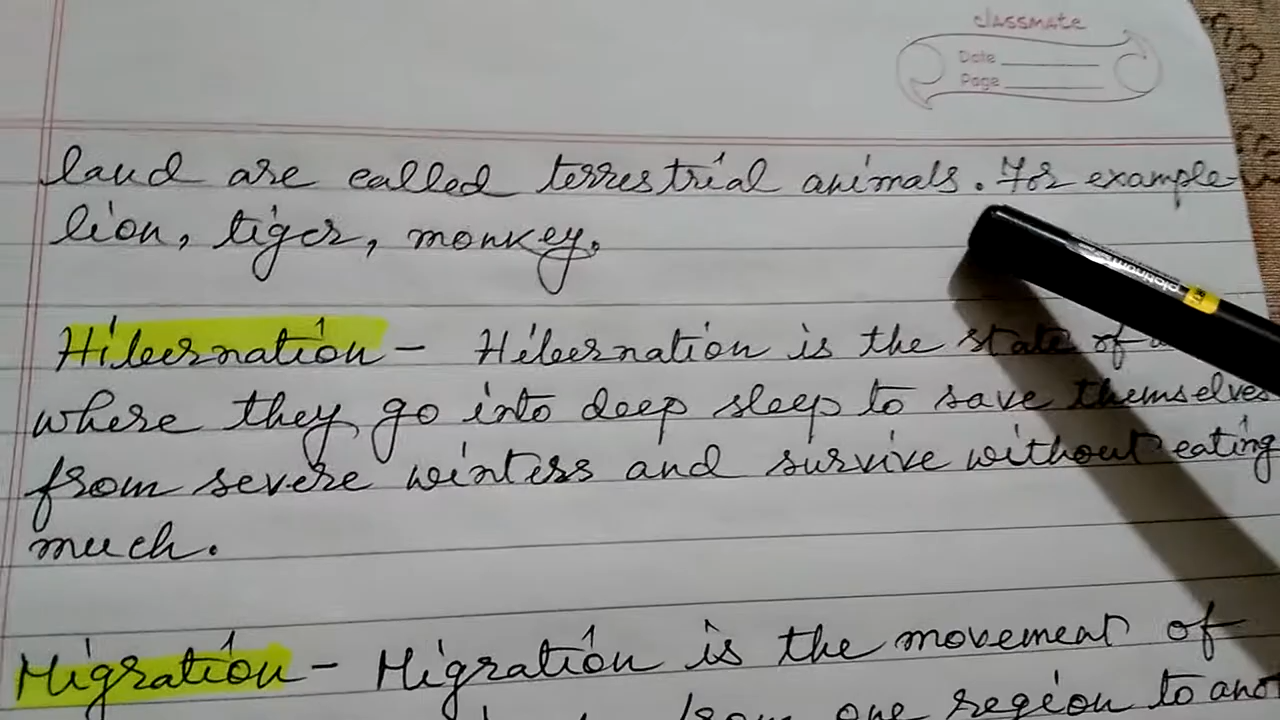 classmate
Date
Page
land are called terrestrial animals. For example-
lion, tiger, monkey.
Hibernation - Hibernation is the state of
where they go into deep sleep to save themselves
from severe winters and survive without eating
much.
Migration - Migration is the movement of
from one region to
platinum